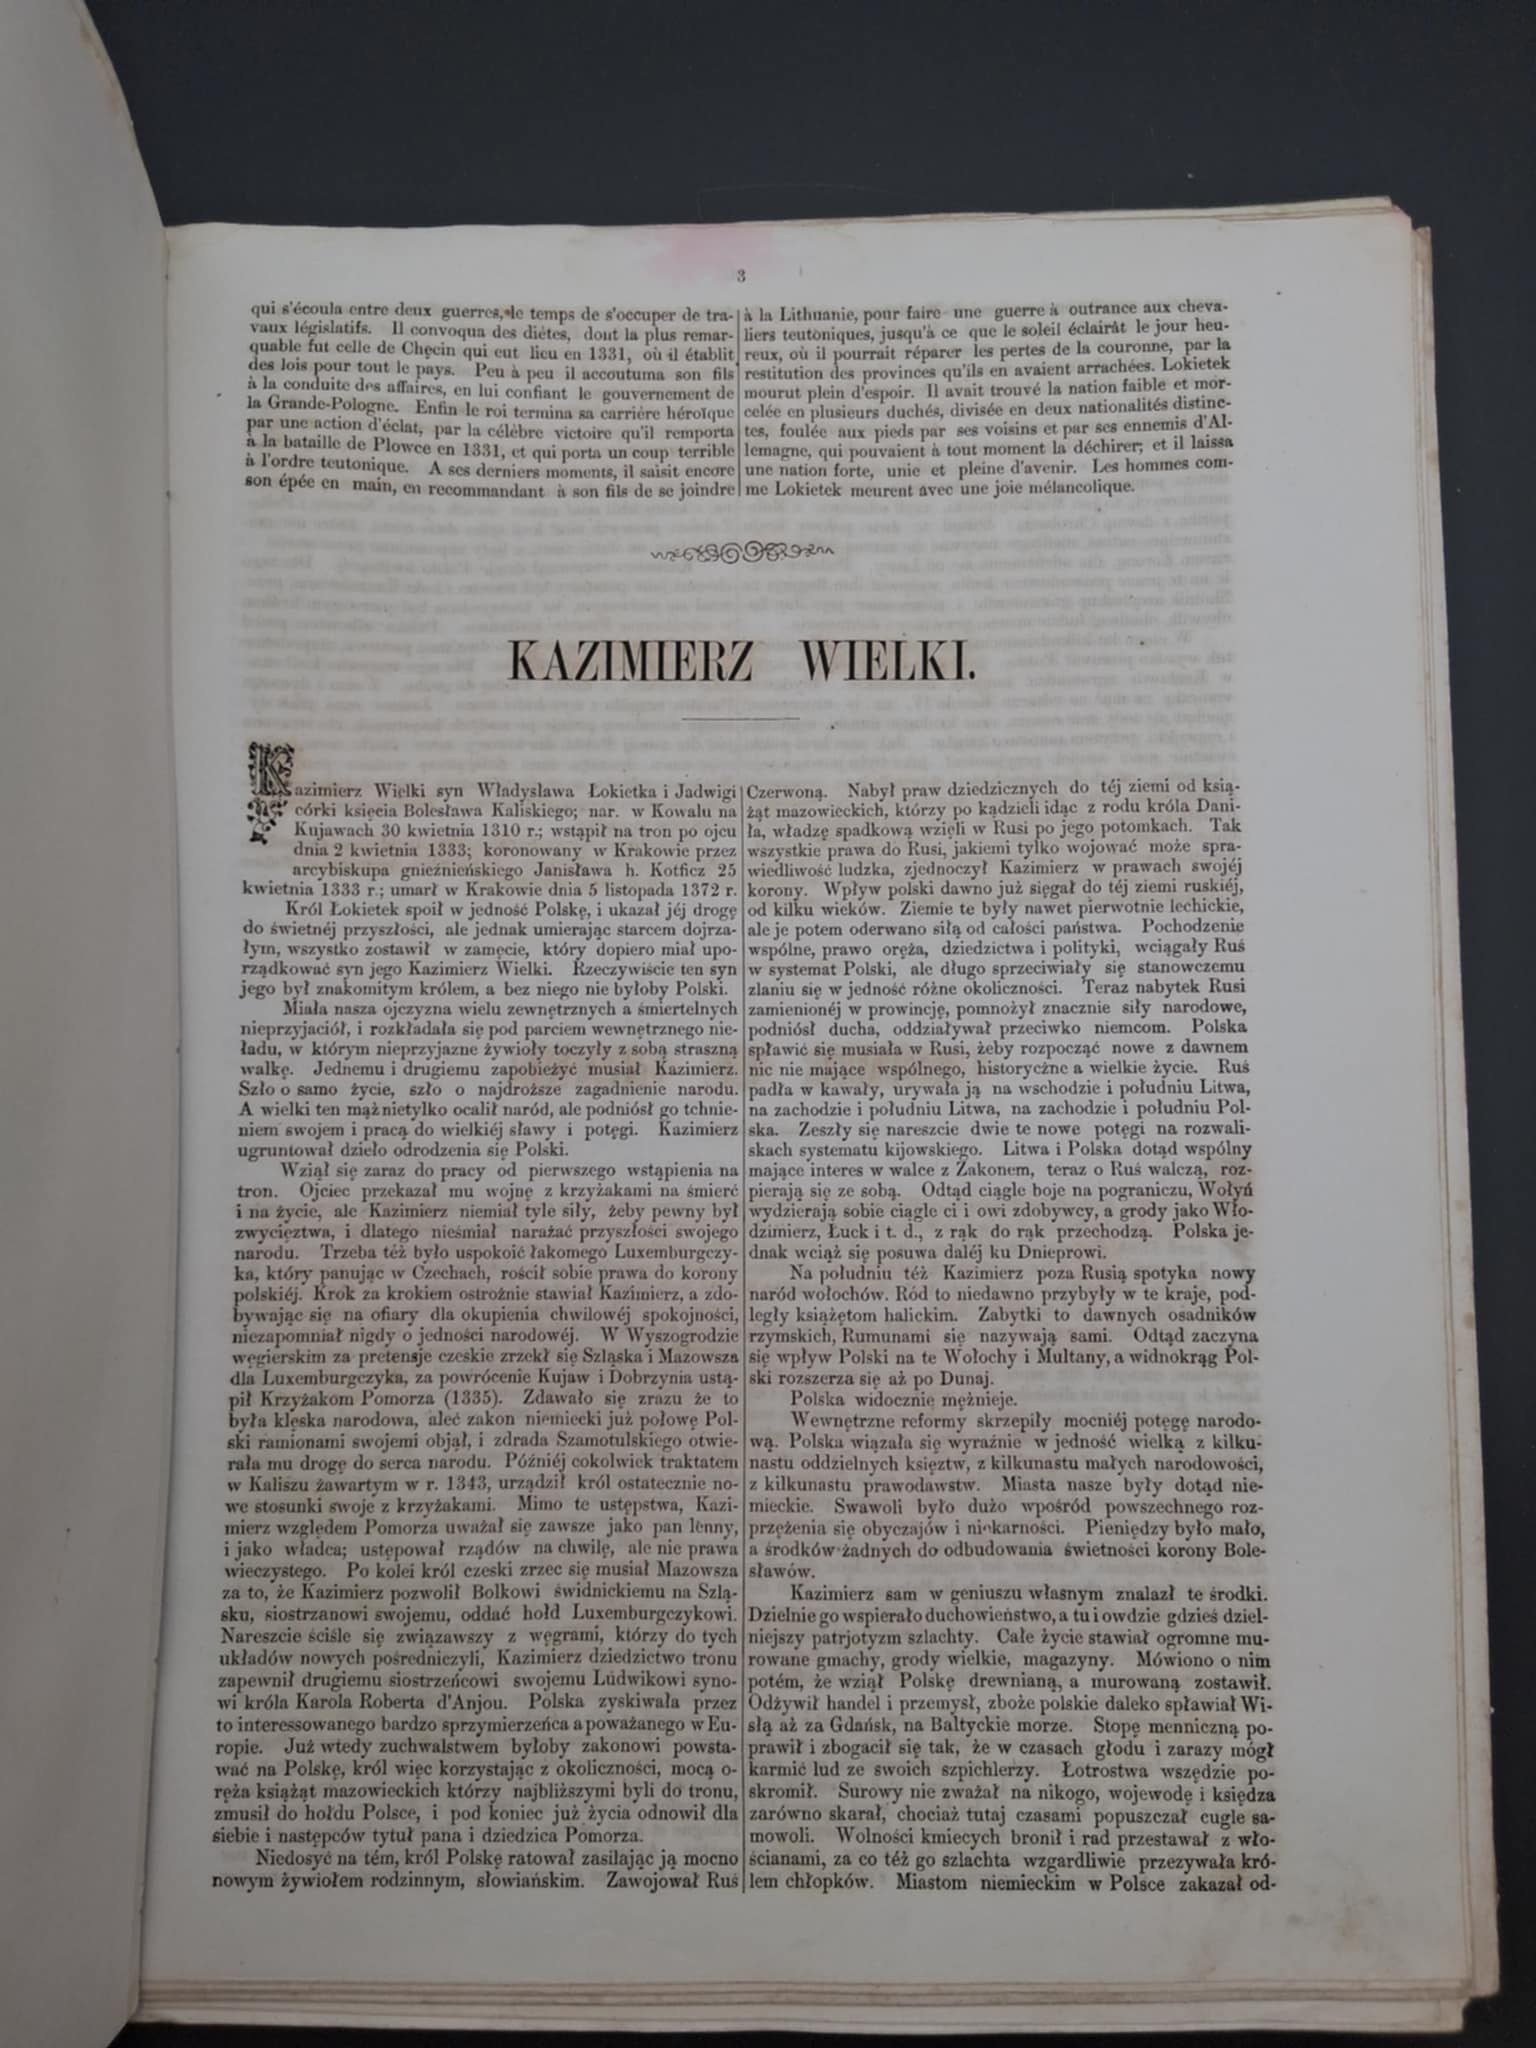 3
qui s'écoula entre deux guerres, le temps de s'occuper de tra-
vaux législatifs. Il convoqua des diètes, dont la plus remar-
quable fut celle de Chęcin qui eut lieu en 1331, où il établit
des lois pour tout le pays. Peu à peu il accoutuma son fils
à la conduite des affaires, en lui confiant le gouvernement de
la Grande-Pologne. Enfin le roi termina sa carrière héroïque
par une action d'éclat, par la célèbre victoire qu'il remporta
à la bataille de Plowce en 1331, et qui porta un coup terrible
à l'ordre teutonique. A ses derniers moments, il saisit encore
son épée en main, en recommandant à son fils de se joindre
à la Lithuanie, pour faire une guerre à outrance aux cheva-
liers teutoniques, jusqu'à ce que le soleil éclairât le jour heu-
reux, où il pourrait réparer les pertes de la couronne, par la
restitution des provinces qu'ils en avaient arrachées. Lokietek
mourut plein d'espoir. Il avait trouvé la nation faible et mor-
celée en plusieurs duchés, divisée en deux nationalités distinc-
tes, foulée aux pieds par ses voisins et par ses ennemis d'Al-
lemagne, qui pouvaient à tout moment la déchirer; et il laissa
une nation forte, unie et pleine d'avenir. Les hommes com-
me Lokietek meurent avec une joie mélancolique.
KAZIMIERZ WIELKI.
Kazimierz Wielki syn Władysława Łokietka i Jadwigi
córki księcia Bolesława Kaliskiego; nar. w Kowalu na
Kujawach 30 kwietnia 1310 r.; wstąpił na tron po ojcu
dnia 2 kwietnia 1333; koronowany w Krakowie przez
arcybiskupa gnieźnieńskiego Janisława h. Kotficz 25
kwietnia 1333 r.; umarł w Krakowie dnia 5 listopada 1372 r.
Król Łokietek spoił w jedność Polskę, i ukazał jéj drogę
do świetnéj przyszłości, ale jednak umierając starcem dojrza-
łym, wszystko zostawił w zamęcie, który dopiero miał upo-
rządkować syn jego Kazimierz Wielki. Rzeczywiście ten syn
jego był znakomitym królem, a bez niego nie byłoby Polski.
Miała nasza ojczyzna wielu zewnętrznych a śmiertelnych
nieprzyjaciół, i rozkładała się pod parciem wewnętrznego nie-
ładu, w którym nieprzyjazne żywioły toczyły z sobą straszną
walkę. Jednemu i drugiemu zapobieżyć musiał Kazimierz.
Szło o samo życie, szło o najdroższe zagadnienie narodu.
A wielki ten mąż nietylko ocalił naród, ale podniósł go tchnie-
niem swojem i pracą do wielkiéj sławy i potęgi. Kazimierz
ugruntował dzieło odrodzenia się Polski.
Wziął się zaraz do pracy od pierwszego wstąpienia na
tron. Ojciec przekazał mu wojnę z krzyżakami na śmierć
i na życie, ale Kazimierz niemiał tyle siły, żeby pewny był
zwycięztwa, i dlatego nieśmiał narażać przyszłości swojego
narodu. Trzeba téż było uspokoić łakomego Luxemburgczy-
ka, który panując w Czechach, rościł sobie prawa do korony
polskiéj. Krok za krokiem ostrożnie stawiał Kazimierz, a zdo-
bywając się na ofiary dla okupienia chwilowéj spokojności,
niezapomniał nigdy o jedności narodowéj. W Wyszogrodzie
węgierskim za pretensje czeskie zrzekł się Szląska i Mazowsza
dla Luxemburgczyka, za powrócenie Kujaw i Dobrzynia ustą-
pił Krzyżakom Pomorza (1335). Zdawało się zrazu że to
była klęska narodowa, aleć zakon niemiecki już połowę Pol-
ski ramionami swojemi objął, i zdrada Szamotulskiego otwie-
rała mu drogę do serca narodu. Późniéj cokolwiek traktatem
w Kaliszu zawartym w r. 1343, urządził król ostatecznie no-
we stosunki swoje z krzyżakami. Mimo te ustępstwa, Kazi-
mierz względem Pomorza uważał się zawsze jako pan lénny,
i jako władca; ustępował rządów na chwilę, ale nie prawa
wieczystego. Po kolei król czeski zrzec się musiał Mazowsza
za to, że Kazimierz pozwolił Bolkowi świdnickiemu na Szlą-
sku, siostrzanowi swojemu, oddać hołd Luxemburgczykowi.
Nareszcie ściśle się związawszy z węgrami, którzy do tych
układów nowych pośredniczyli, Kazimierz dziedzictwo tronu
zapewnił drugiemu siostrzeńcowi swojemu Ludwikowi syno-
wi króla Karola Roberta d'Anjou. Polska zyskiwała przez
to interessowanego bardzo sprzymierzeńca a poważanego w Eu-
ropie. Już wtedy zuchwalstwem byłoby zakonowi powsta-
wać na Polskę, król więc korzystając z okoliczności, mocą o-
ręża książąt mazowieckich którzy najbliższymi byli do tronu,
zmusił do hołdu Polsce, i pod koniec już życia odnowił dla
siebie i następców tytuł pana i dziedzica Pomorza.
Niedosyć na tém, król Polskę ratował zasilając ją mocno
nowym żywiołem rodzinnym, słowiańskim. Zawojował Ruś
Czerwoną. Nabył praw dziedzicznych do téj ziemi od ksią-
żąt mazowieckich, którzy po kądzieli idąc z rodu króla Dani-
ła, władzę spadkową wzięli w Rusi po jego potomkach. Tak
wszystkie prawa do Rusi, jakiemi tylko wojować może spra-
wiedliwość ludzka, zjednoczył Kazimierz w prawach swojéj
korony. Wpływ polski dawno już sięgał do téj ziemi ruskiéj,
od kilku wieków. Ziemie te były nawet pierwotnie lechickie,
ale je potem oderwano siłą od całości państwa. Pochodzenie
wspólne, prawo oręża, dziedzictwa i polityki, wciągały Ruś
w systemat Polski, ale długo sprzeciwiały się stanowczemu
zlaniu się w jedność różne okoliczności. Teraz nabytek Rusi
zamienionéj w prowincję, pomnożył znacznie siły narodowe,
podniósł ducha, oddziaływał przeciwko niemcom. Polska
spławić się musiała w Rusi, żeby rozpocząć nowe z dawnem
nic nie mające wspólnego, historyczne a wielkie życie. Ruś
padła w kawały, urywała ją na wschodzie i południu Litwa,
na zachodzie i południu Litwa, na zachodzie i południu Pol-
ska. Zeszły się nareszcie dwie te nowe potęgi na rozwali-
skach systematu kijowskiego. Litwa i Polska dotąd wspólny
mające interes w walce z Zakonem, teraz o Ruś walczą, roz-
pierają się ze sobą. Odtąd ciągle boje na pograniczu, Wołyń
wydzierają sobie ciągle ci i owi zdobywcy, a grody jako Wło-
dzimierz, Łuck i t. d., z rąk do rąk przechodzą. Polska je-
dnak wciąż się posuwa daléj ku Dnieprowi.
Na południu téż Kazimierz poza Rusią spotyka nowy
naród wołochów. Ród to niedawno przybyły w te kraje, pod-
legły książętom halickim. Zabytki to dawnych osadników
rzymskich, Rumunami się nazywają sami. Odtąd zaczyna
się wpływ Polski na te Wołochy i Multany, a widnokrąg Pol-
ski rozszerza się aż po Dunaj.
Polska widocznie mężnieje.
Wewnętrzne reformy skrzepiły mocniéj potęgę narodo-
wą. Polska wiązała się wyraźnie w jedność wielką z kilku-
nastu oddzielnych księztw, z kilkunastu małych narodowości,
z kilkunastu prawodawstw. Miasta nasze były dotąd nie-
mieckie. Swawoli było dużo wpośród powszechnego roz-
przężenia się obyczajów i niekarności. Pieniędzy było mało,
a środków żadnych do odbudowania świetności korony Bole-
sławów.
Kazimierz sam w geniuszu własnym znalazł te środki.
Dzielnie go wspierało duchowieństwo, a tu i owdzie gdzieś dziel-
niejszy patrjotyzm szlachty. Całe życie stawiał ogromne mu-
rowane gmachy, grody wielkie, magazyny. Mówiono o nim
potém, że wziął Polskę drewnianą, a murowaną zostawił.
Odżywił handel i przemysł, zboże polskie daleko spławiał Wi-
słą aż za Gdańsk, na Baltyckie morze. Stopę menniczną po-
prawił i zbogacił się tak, że w czasach głodu i zarazy mógł
karmić lud ze swoich szpichlerzy. Łotrostwa wszędzie po-
skromił. Surowy nie zważał na nikogo, wojewodę i księdza
zarówno skarał, chociaż tutaj czasami popuszczał cugle sa-
mowoli. Wolności kmiecych bronił i rad przestawał z wło-
ścianami, za co téż go szlachta wzgardliwie przezywała kró-
lem chłopków. Miastom niemieckim w Polsce zakazał od-